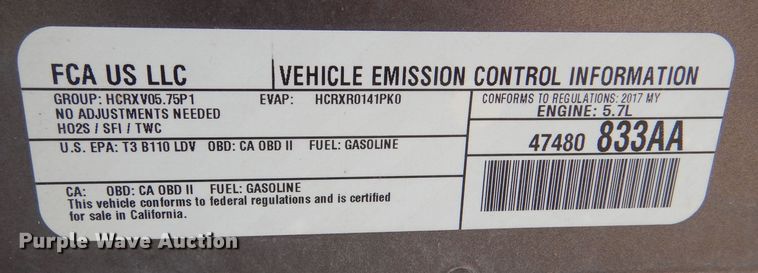 FCA US LLC
VEHICLE EMISSION CONTROL INFORMATION
GROUP: HCRXV05.75P1 EVAP: HCRXR0141PK0
NO ADJUSTMENTS NEEDED
HO2S / SFI / TWC
CONFORMS TO REGULATIONS: 2017 MY
ENGINE: 5.7L
47480 833AA
U.S. EPA: T3 B110 LDV OBD: CA OBD II FUEL: GASOLINE
CA: OBD: CA OBD II FUEL: GASOLINE
This vehicle conforms to federal regulations and is certified
for sale in California.
Purple Wave Auction